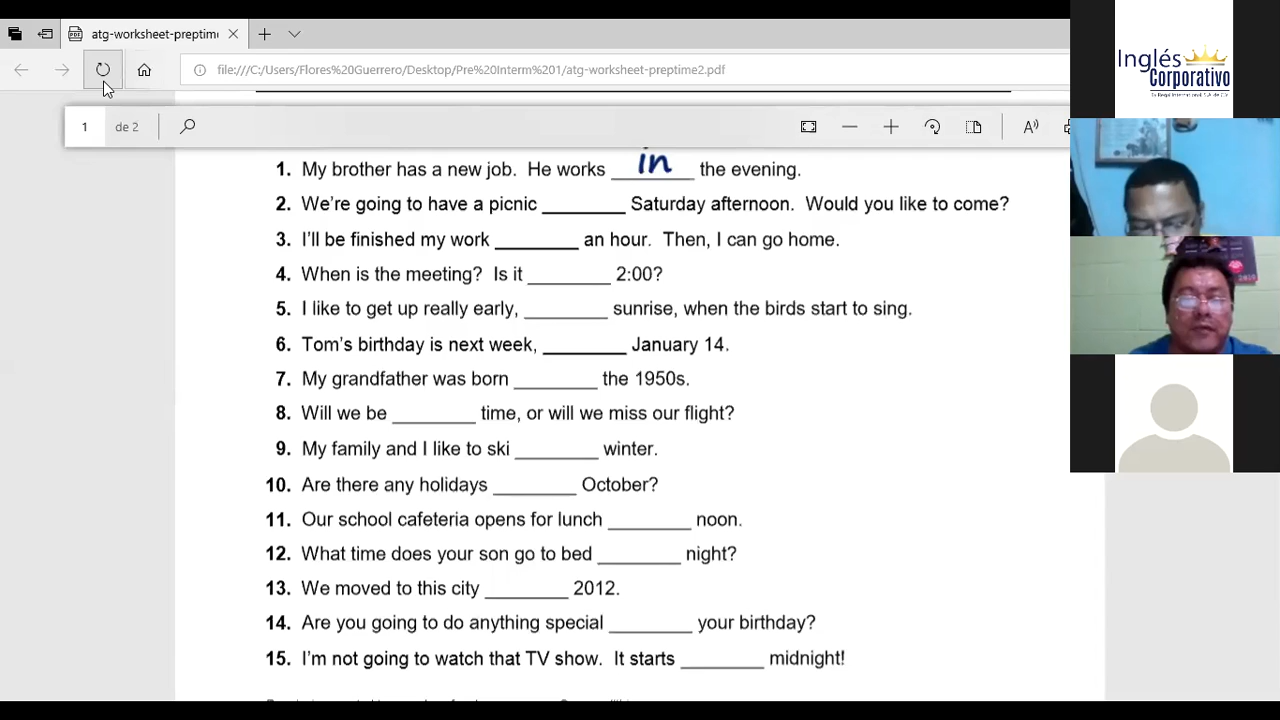 atg-worksheet-preptime
file:///C:/Users/Flores%20Guerrero/Desktop/Pre%20interm%201/atg-worksheet-preptime2.pdf
1 de 2
1. My brother has a new job. He works in the evening.
2. We're going to have a picnic ________ Saturday afternoon. Would you like to come?
3. I'll be finished my work ________ an hour. Then, I can go home.
4. When is the meeting? Is it ________ 2:00?
5. I like to get up really early, ________ sunrise, when the birds start to sing.
6. Tom's birthday is next week, ________ January 14.
7. My grandfather was born ________ the 1950s.
8. Will we be ________ time, or will we miss our flight?
9. My family and I like to ski ________ winter.
10. Are there any holidays ________ October?
11. Our school cafeteria opens for lunch ________ noon.
12. What time does your son go to bed ________ night?
13. We moved to this city ________ 2012.
14. Are you going to do anything special ________ your birthday?
15. I'm not going to watch that TV show. It starts ________ midnight!
Inglés
Corporativo